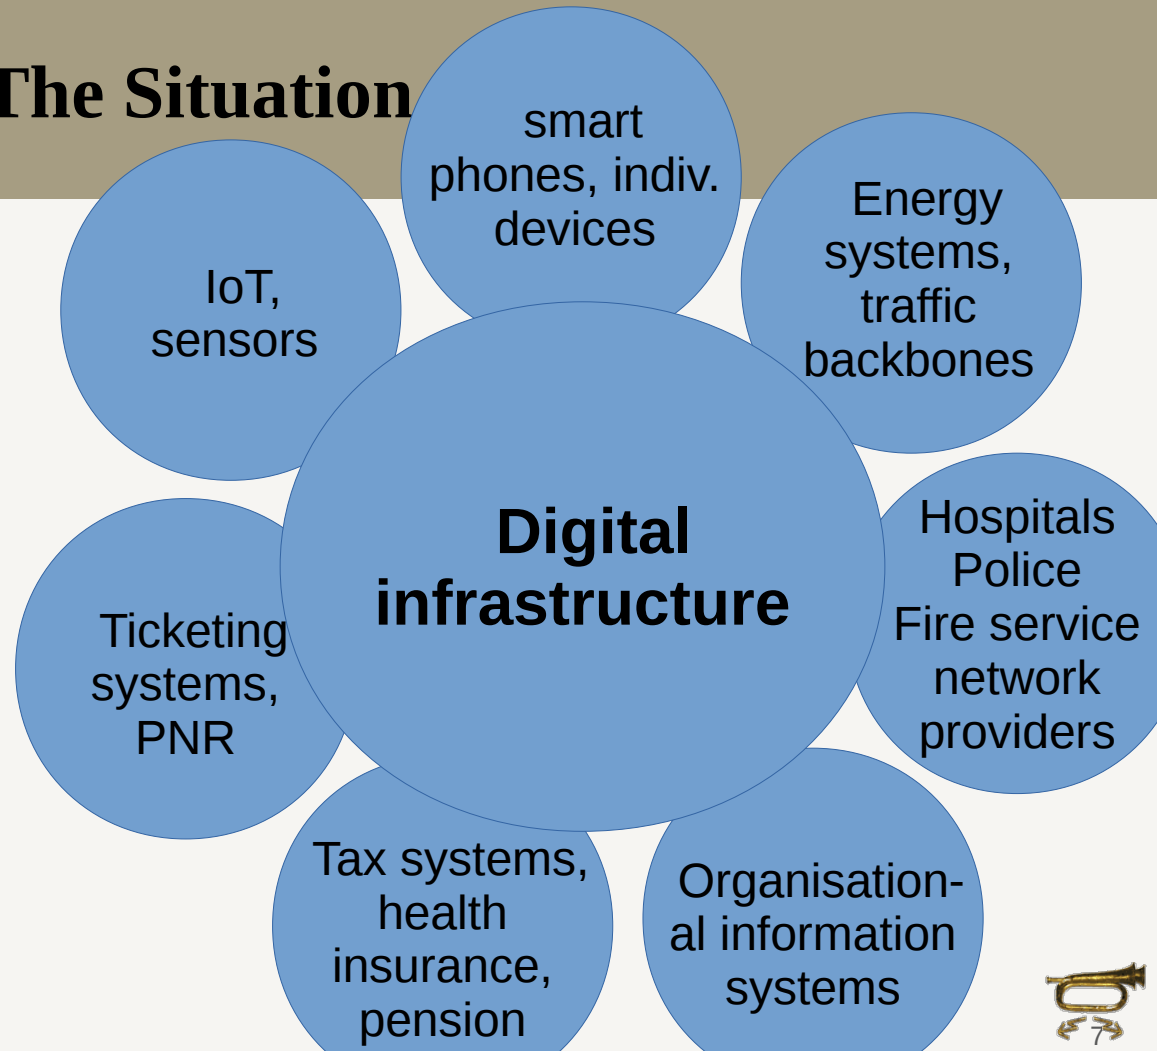 The Situation
smart
phones, indiv.
devices
Energy
systems,
traffic
backbones
IoT,
sensors
Digital
infrastructure
Hospitals
Police
Fire service
network
providers
Ticketing
systems,
PNR
Tax systems,
health
insurance,
pension
Organisation-
al information
systems
7